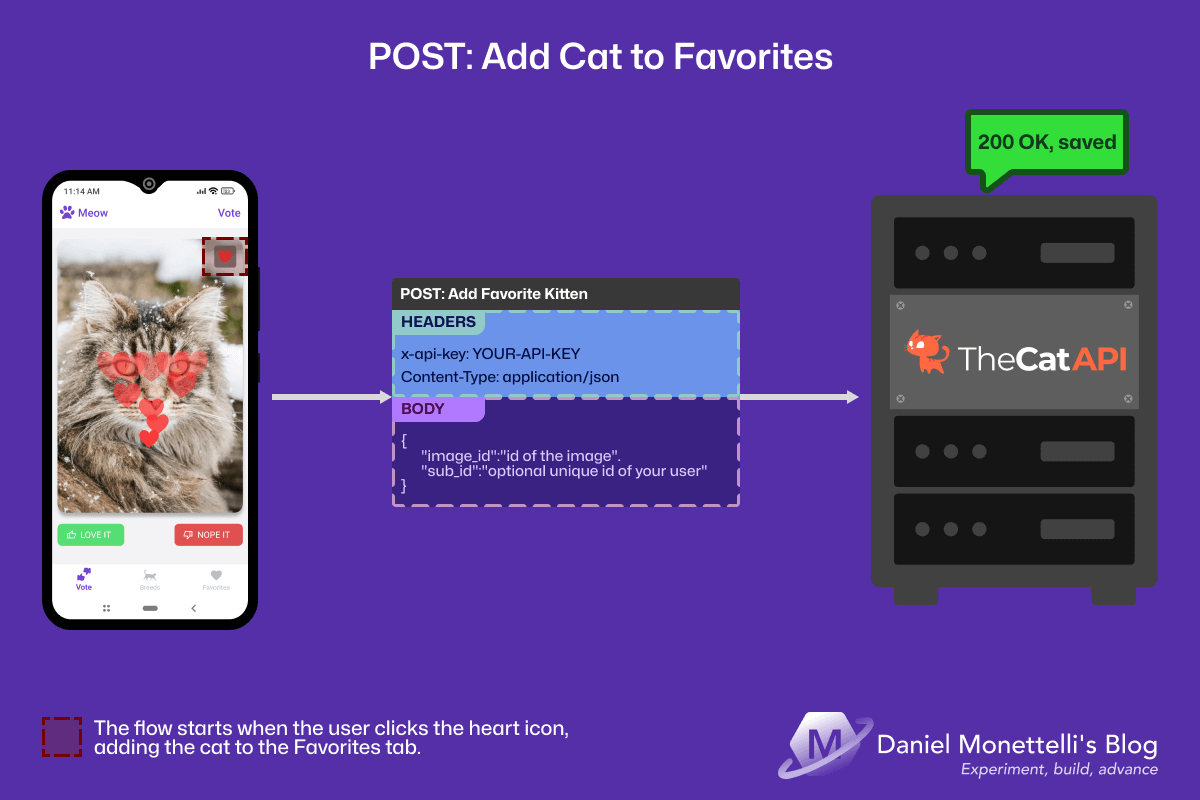 POST: Add Cat to Favorites
200 OK, saved
11:14 AM
Meow
Vote
LOVE IT
NOPE IT
Vote
Breeds
Favorites
POST: Add Favorite Kitten
HEADERS
x-api-key: YOUR-API-KEY
Content-Type: application/json
BODY
{
"image_id":"id of the image".
"sub_id":"optional unique id of your user"
}
TheCatAPI
The flow starts when the user clicks the heart icon,
adding the cat to the Favorites tab.
M
Daniel Monettelli's Blog
Experiment, build, advance